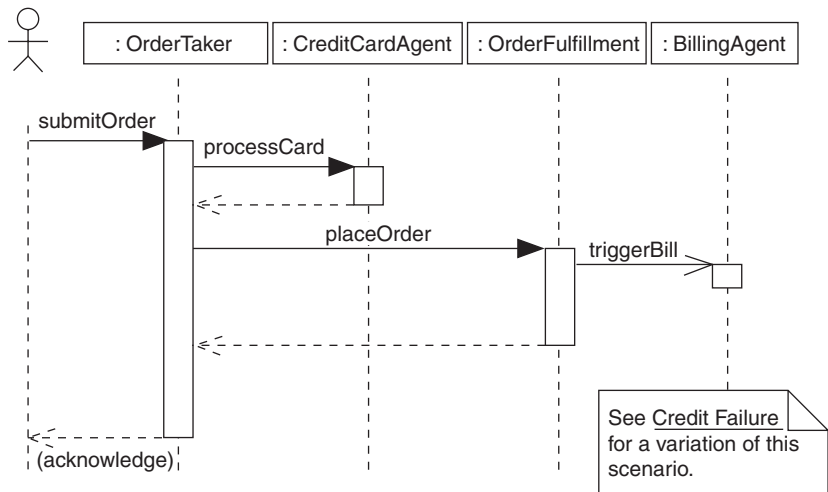 : OrderTaker
: CreditCardAgent
: OrderFulfillment
: BillingAgent
submitOrder
processCard
placeOrder
triggerBill
(acknowledge)
See Credit Failure
for a variation of this
scenario.